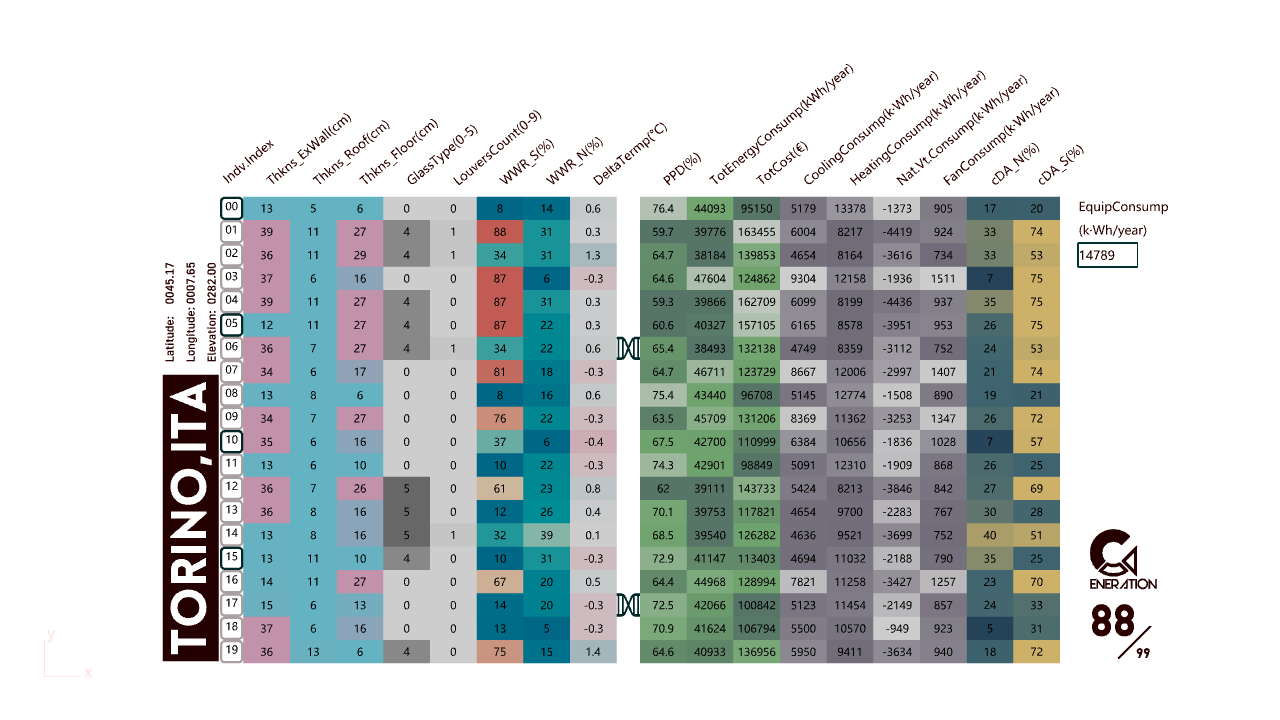 Indv.Index Thkns_ExWall(cm) Thkns_Roof(cm) Thkns_Floor(cm) GlassType(0-5) LouversCount(0-9) WWR_S(%) WWR_N(%) DeltaTermp(°C) PPD(%) TotEnergyConsump(kWh/year) TotCost(€) CoolingConsump(k·Wh/year) HeatingConsump(k·Wh/year) Nat.Vt.Consump(k·Wh/year) FanConsump(k·Wh/year) cDA_N(%) cDA_S(%)
00 13 5 6 0 0 8 14 0.6 76.4 44093 95150 5179 13378 -1373 905 17 20
01 39 11 27 4 1 88 31 0.3 59.7 39776 163455 6004 8217 -4419 924 33 74
02 36 11 29 4 1 34 31 1.3 64.7 38184 139853 4654 8164 -3616 734 33 53
03 37 6 16 0 0 87 6 -0.3 64.6 47604 124862 9304 12158 -1936 1511 7 75
04 39 11 27 4 0 87 31 0.3 59.3 39866 162709 6099 8199 -4436 937 35 75
05 12 11 27 4 0 87 22 0.3 60.6 40327 157105 6165 8578 -3951 953 26 75
06 36 7 27 4 1 34 22 0.6 65.4 38493 132138 4749 8359 -3112 752 24 53
07 34 6 17 0 0 81 18 -0.3 64.7 46711 123729 8667 12006 -2997 1407 21 74
08 13 8 6 0 0 8 16 0.6 75.4 43440 96708 5145 12774 -1508 890 19 21
09 34 7 27 0 0 76 22 -0.3 63.5 45709 131206 8369 11362 -3253 1347 26 72
10 35 6 16 0 0 37 6 -0.4 67.5 42700 110999 6384 10656 -1836 1028 7 57
11 13 6 10 0 0 10 22 -0.3 74.3 42901 98849 5091 12310 -1909 868 26 25
12 36 7 26 5 0 61 23 0.8 62 39111 143733 5424 8213 -3846 842 27 69
13 36 8 16 5 0 12 26 0.4 70.1 39753 117821 4654 9700 -2283 767 30 28
14 13 8 16 5 1 32 39 0.1 68.5 39540 126282 4636 9521 -3699 752 40 51
15 13 11 10 4 0 10 31 -0.3 72.9 41147 113403 4694 11032 -2188 790 35 25
16 14 11 27 0 0 67 20 0.5 64.4 44968 128994 7821 11258 -3427 1257 23 70
17 15 6 13 0 0 14 20 -0.3 72.5 42066 100842 5123 11454 -2149 857 24 33
18 37 6 16 0 0 13 5 -0.3 70.9 41624 106794 5500 10570 -949 923 5 31
19 36 13 6 4 0 75 15 1.4 64.6 40933 136956 5950 9411 -3634 940 18 72
Latitude: 0045.17
Longitude: 0007.65
Elevation: 0282.00
TORINO,ITA
EquipConsump
(k·Wh/year)
14789
GENERATION
88/99
y
x